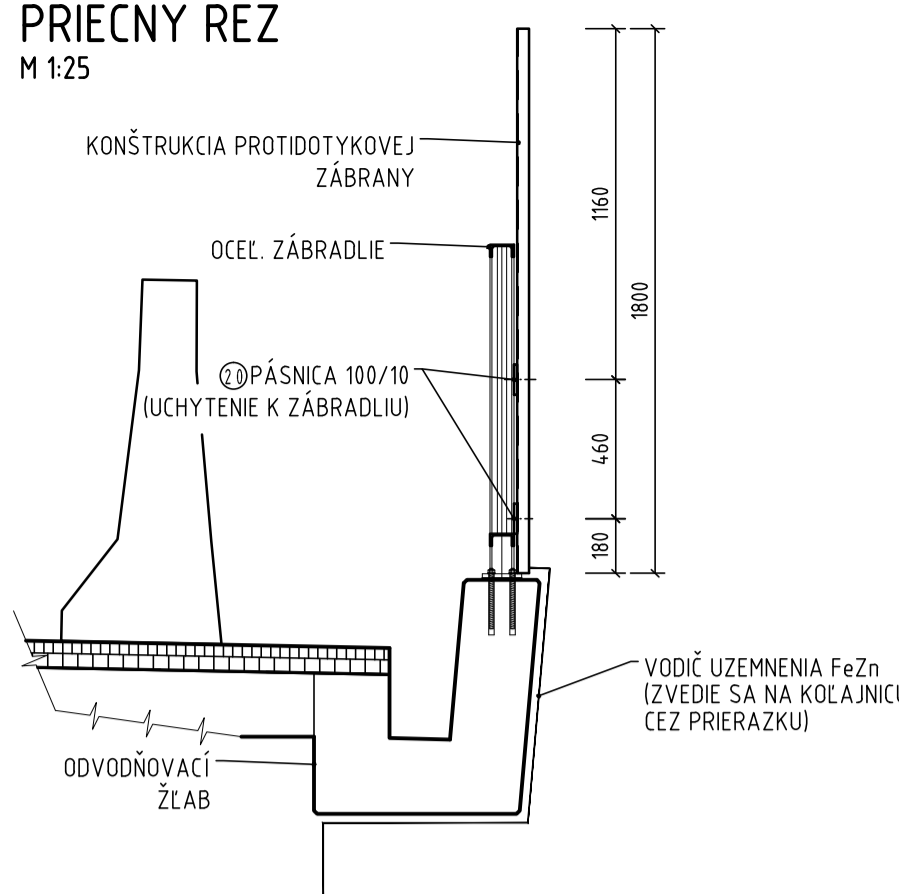 PRIEČNY REZ
M 1:25
KONŠTRUKCIA PROTIDOTYKOVEJ
ZÁBRANY
OCEĽ. ZÁBRADLIE
20 PÁSNICA 100/10
(UCHYTENIE K ZÁBRADLIU)
1160
1800
460
180
VODIČ UZEMNENIA FeZn
(ZVEDIE SA NA KOĽAJNICU
CEZ PRIERAZKU)
ODVODŇOVACÍ
ŽĽAB